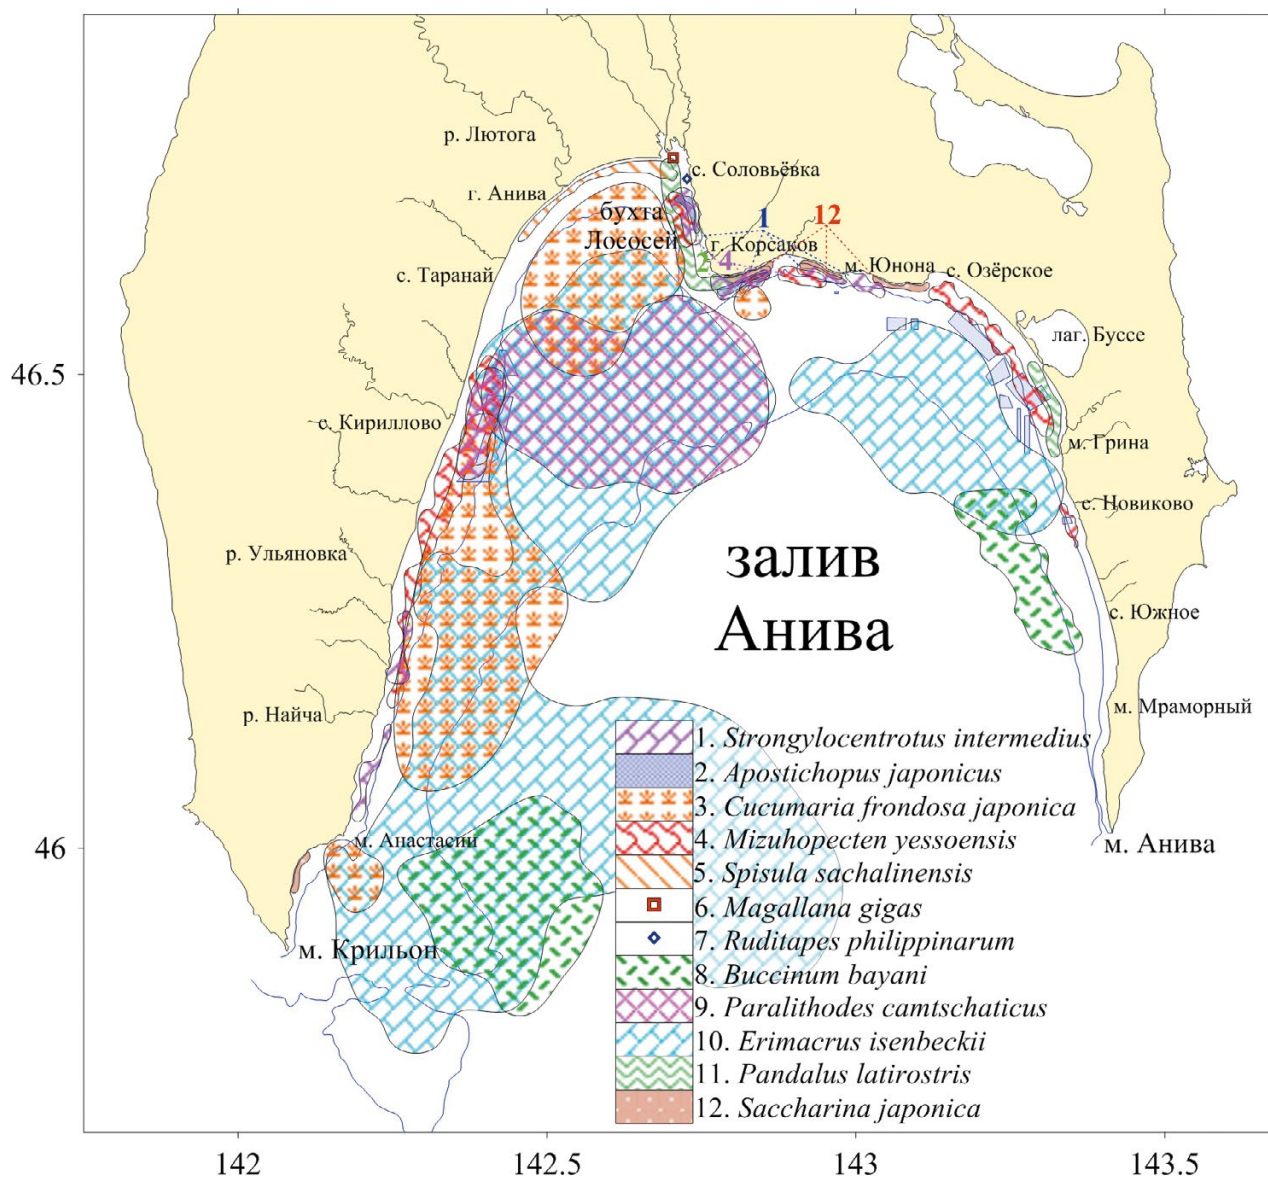 р. Лютога
с. Соловьёвка
г. Анива
бухта
Лососей
1
12
г. Корсаков
2
4
м. Юнона
с. Озёрское
с. Таранай
лаг. Буссе
46.5
с. Кириллово
м. Грина
с. Новиково
р. Ульяновка
залив
Анива
с. Южное
р. Найча
м. Мраморный
1. Strongylocentrotus intermedius
2. Apostichopus japonicus
3. Cucumaria frondosa japonica
4. Mizuhopecten yessoensis
46
м. Анастасии
м. Анива
5. Spisula sachalinensis
6. Magallana gigas
м. Крильон
7. Ruditapes philippinarum
8. Buccinum bayani
9. Paralithodes camtschaticus
10. Erimacrus isenbeckii
11. Pandalus latirostris
12. Saccharina japonica
142
142.5
143
143.5